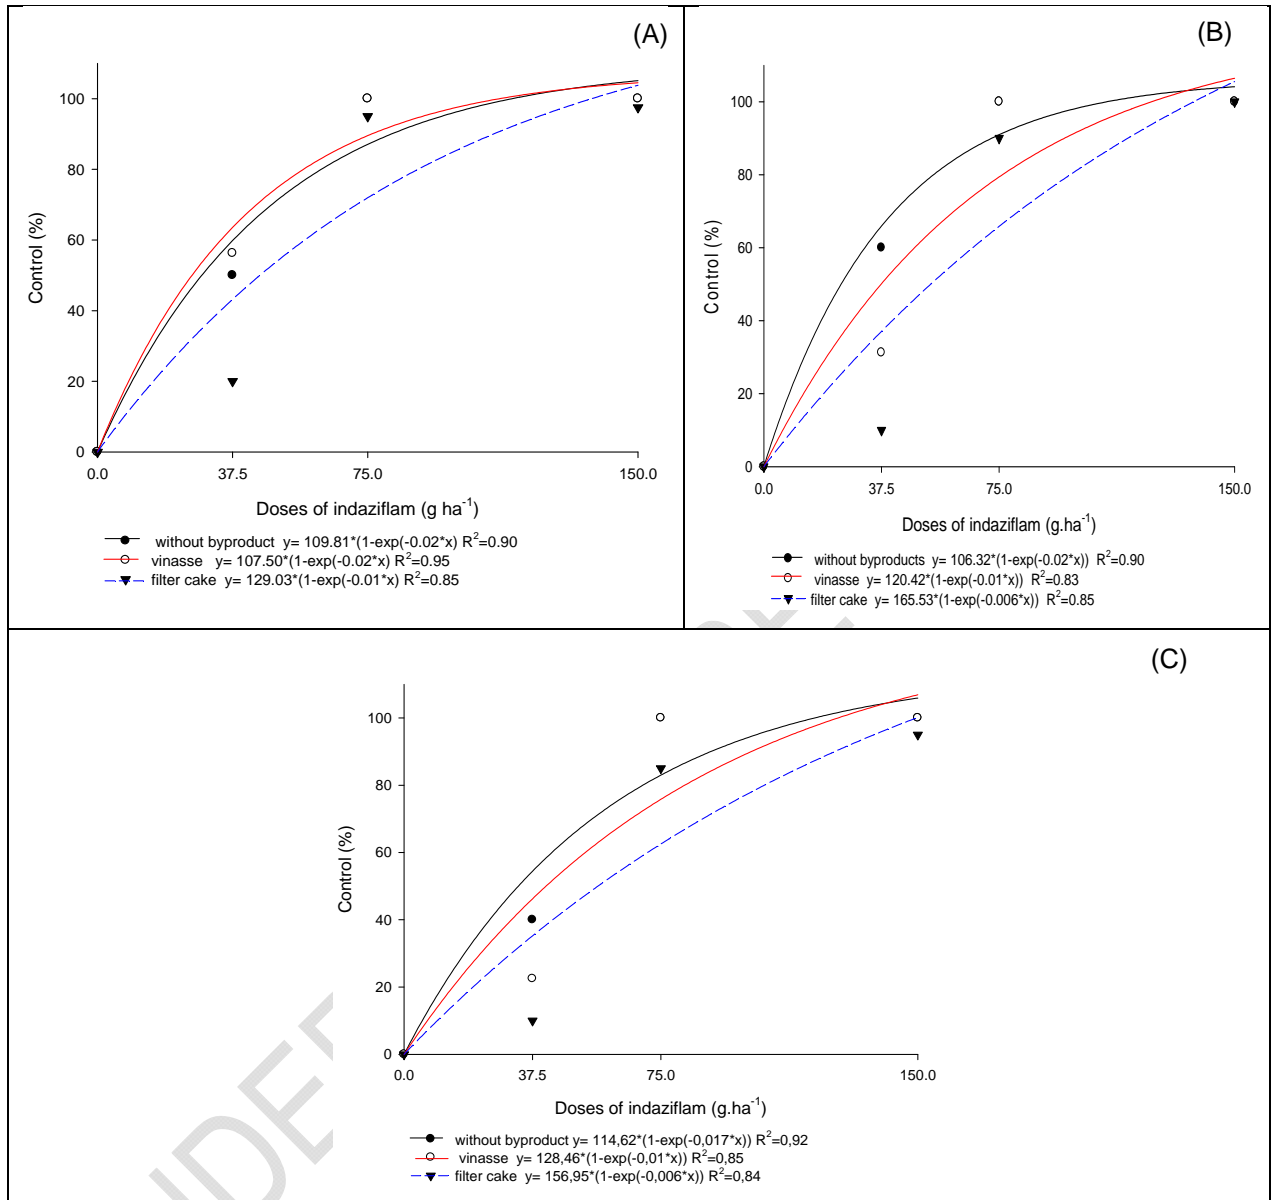 (A)
100
80
60
40
20
0
Control (%)
0.0 37.5 75.0 150.0
Doses of indaziflam (g ha-1)
without byproduct y= 109.81*(1-exp(-0.02*x) R2=0.90
vinasse y= 107.50*(1-exp(-0.02*x) R2=0.95
filter cake y= 129.03*(1-exp(-0.01*x) R2=0.85
(B)
100
80
60
40
20
0
Control (%)
0.0 37.5 75.0 150.0
Doses of indaziflam (g.ha-1)
without byproducts y= 106.32*(1-exp(-0.02*x)) R2=0.90
vinasse y= 120.42*(1-exp(-0.01*x)) R2=0.83
filter cake y= 165.53*(1-exp(-0.006*x)) R2=0.85
(C)
100
80
60
40
20
0
Control (%)
0.0 37.5 75.0 150.0
Doses of indaziflam (g.ha-1)
without byproduct y= 114,62*(1-exp(-0,017*x)) R2=0,92
vinasse y= 128,46*(1-exp(-0,01*x)) R2=0,85
filter cake y= 156,95*(1-exp(-0,006*x)) R2=0,84